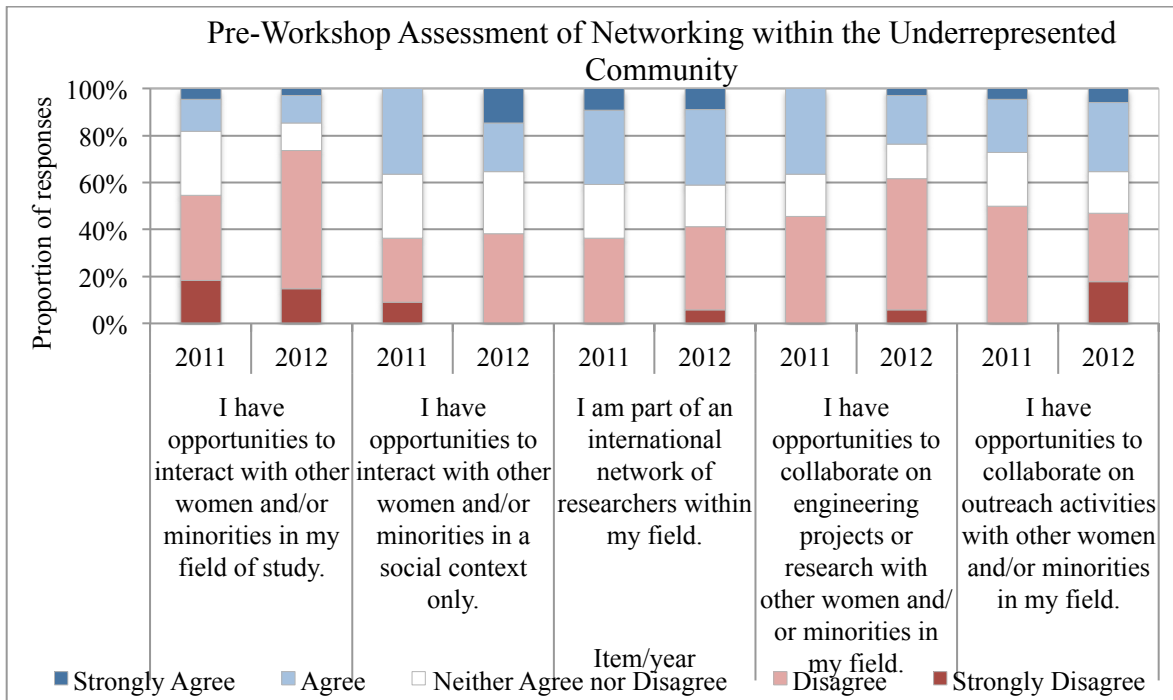 Pre-Workshop Assessment of Networking within the Underrepresented
Community
Proportion of responses
100%
80%
60%
40%
20%
0%
2011 2012 2011 2012 2011 2012 2011 2012 2011 2012
I have
opportunities to
interact with other
women and/or
minorities in my
field of study.
I have
opportunities to
interact with other
women and/or
minorities in a
social context
only.
I am part of an
international
network of
researchers within
my field.
I have
opportunities to
collaborate on
engineering
projects or
research with
other women and/
or minorities in
my field.
I have
opportunities to
collaborate on
outreach activities
with other women
and/or minorities
in my field.
Item/year
Strongly Agree Agree Neither Agree nor Disagree Disagree Strongly Disagree